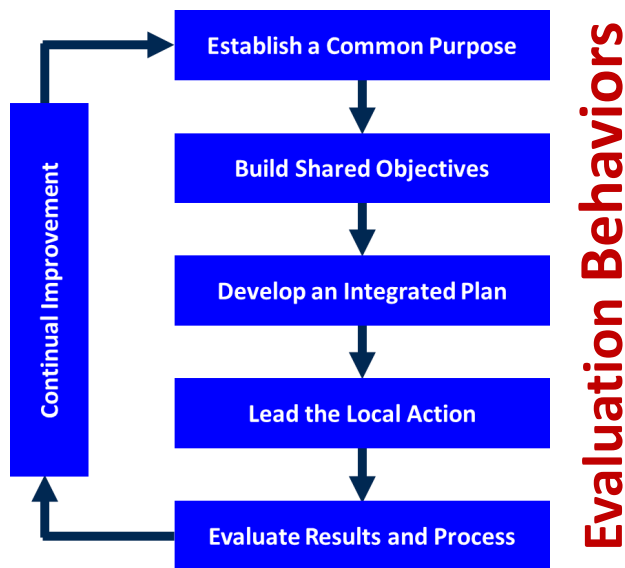 Establish a Common Purpose
Build Shared Objectives
Develop an Integrated Plan
Lead the Local Action
Evaluate Results and Process
Continual Improvement
Evaluation Behaviors